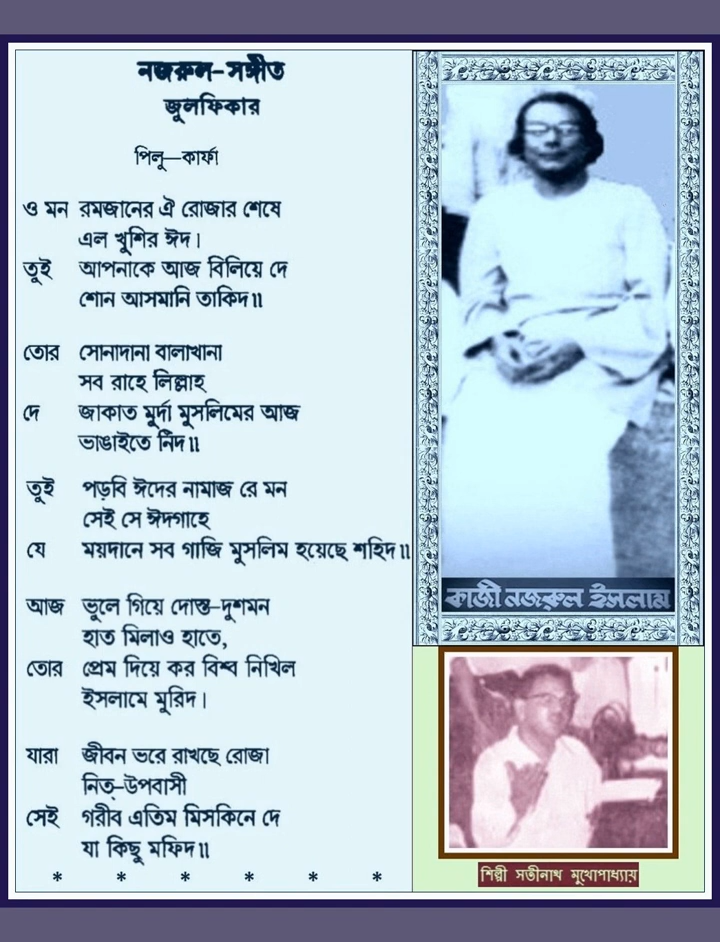 নজরুল-সঙ্গীত
জুলফিকার
পিলু—কার্ফা
ও মন রমজানের ঐ রোজার শেষে
এল খুশির ঈদ।
তুই আপনাকে আজ বিলিয়ে দে
শোন আসমানি তাকিদ॥
তোর সোনাদানা বালাখানা
সব রাহে লিল্লাহ
দে জাকাত মুর্দা মুসলিমের আজ
ভাঙাইতে নিঁদ॥
তুই পড়বি ঈদের নামাজ রে মন
সেই সে ঈদগাহে
যে ময়দানে সব গাজি মুসলিম হয়েছে শহিদ॥
আজ ভুলে গিয়ে দোস্ত-দুশমন
হাত মিলাও হাতে,
তোর প্রেম দিয়ে কর বিশ্ব নিখিল
ইসলামে মুরিদ।
যারা জীবন ভরে রাখছে রোজা
নিত্-উপবাসী
সেই গরীব এতিম মিসকিনে দে
যা কিছু মফিদ॥
* * * * * *
কাজী নজরুল ইসলাম
শিল্পী সতীনাথ মুখোপাধ্যায়